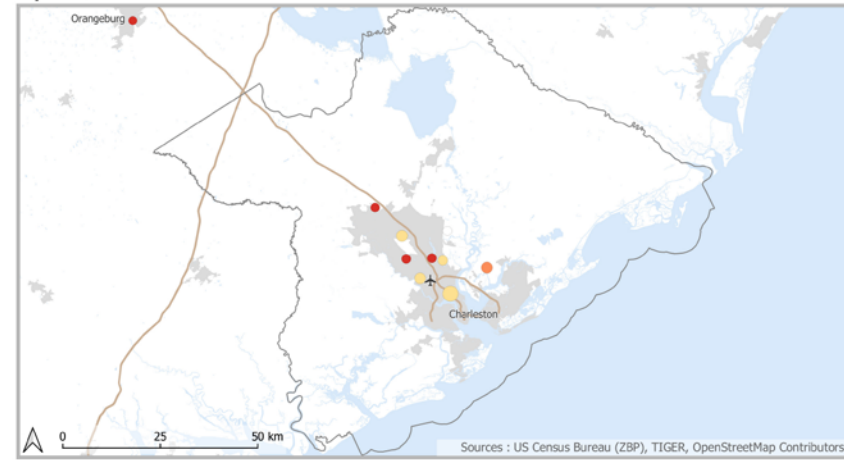 Orangeburg
Charleston
0 25 50 km
Sources : US Census Bureau (ZBP), TIGER, OpenStreetMap Contributors